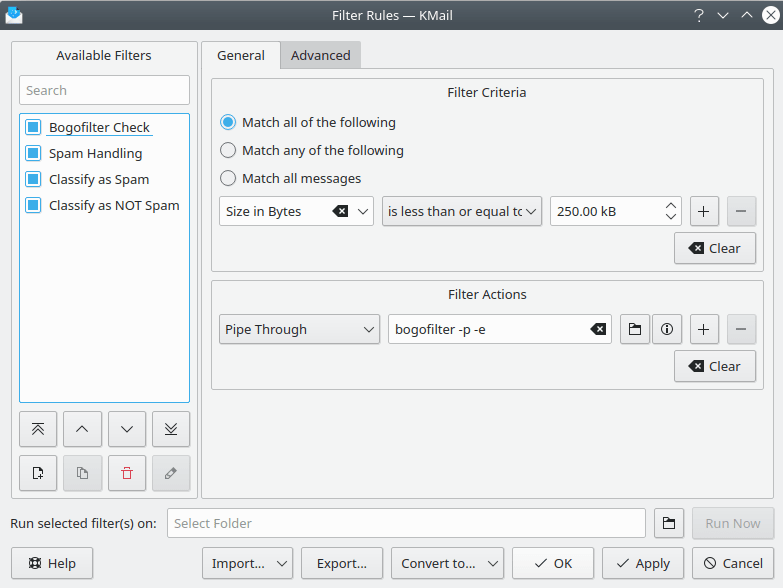 Filter Rules — KMail
Available Filters
Search
Bogofilter Check
Spam Handling
Classify as Spam
Classify as NOT Spam
General
Advanced
Filter Criteria
Match all of the following
Match any of the following
Match all messages
Size in Bytes
is less than or equal to
250.00 kB
Clear
Filter Actions
Pipe Through
bogofilter -p -e
Clear
Run selected filter(s) on:
Select Folder
Run Now
Help
Import...
Export...
Convert to...
OK
Apply
Cancel